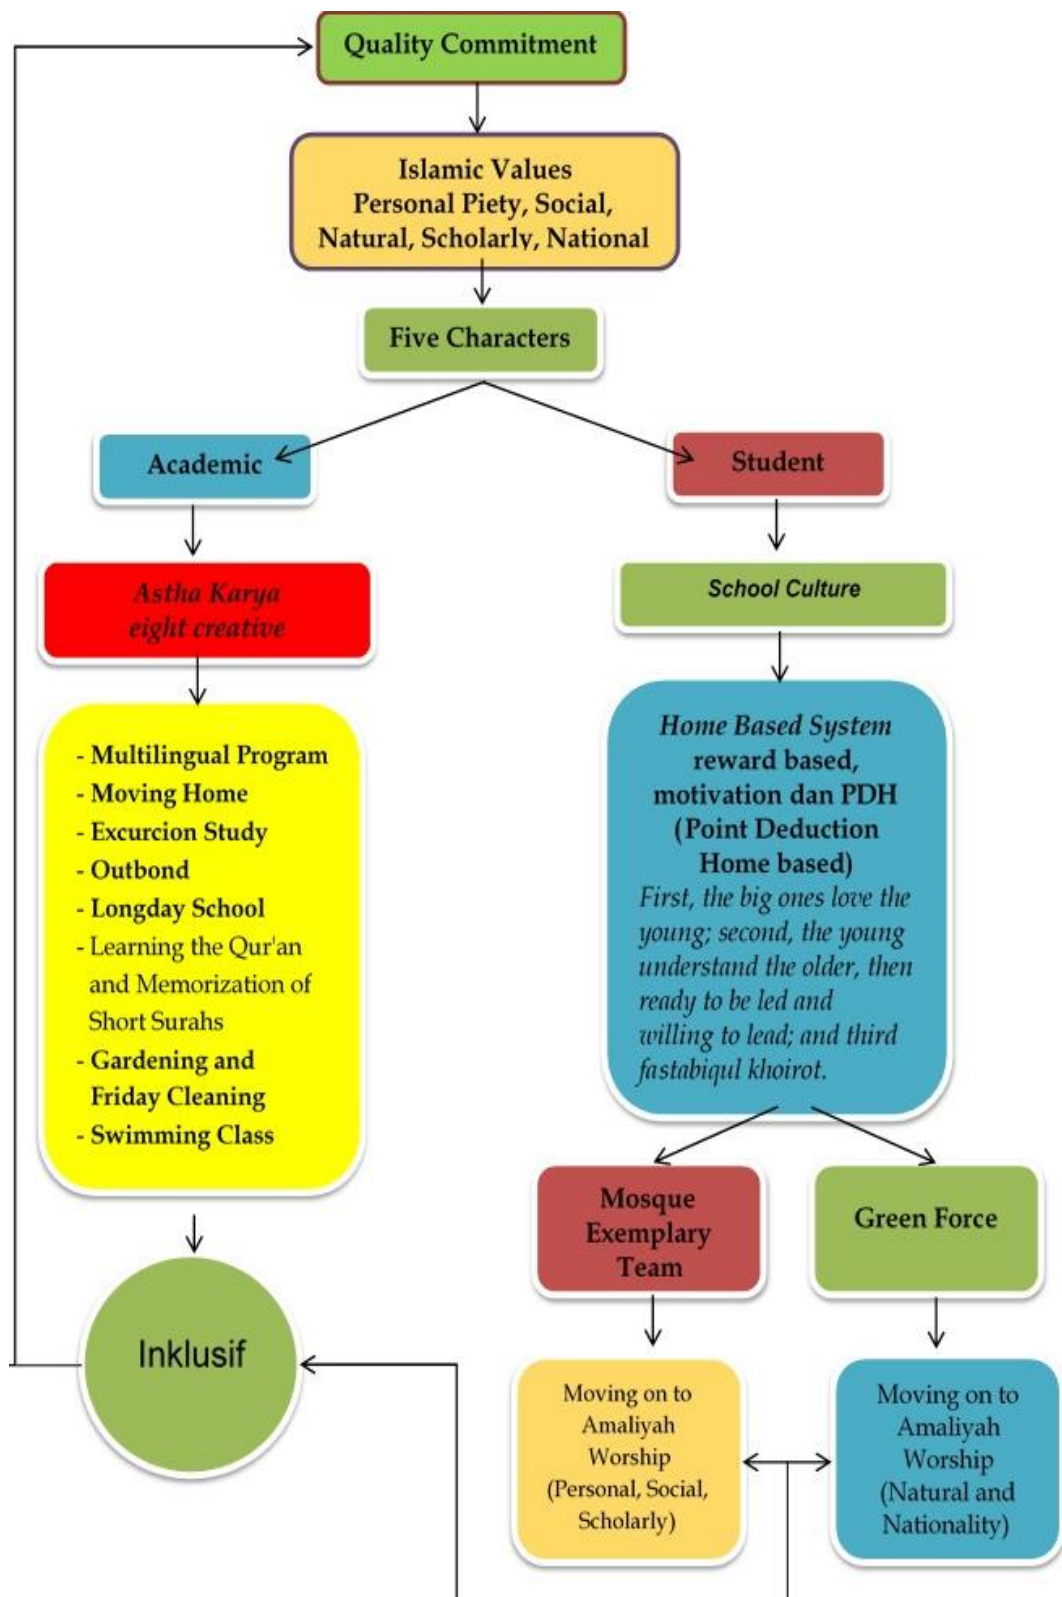 Quality Commitment
Islamic Values
Personal Piety, Social,
Natural, Scholarly, National
Five Characters
Academic
Student
Astha Karya
eight creative
School Culture
- Multilingual Program
- Moving Home
- Excurcion Study
- Outbond
- Longday School
- Learning the Qur'an
and Memorization of
Short Surahs
- Gardening and
Friday Cleaning
- Swimming Class
Home Based System
reward based,
motivation dan PDH
(Point Deduction
Home based)
First, the big ones love the
young; second, the young
understand the older, then
ready to be led and
willing to lead; and third
fastabiqul khoirot.
Mosque
Exemplary
Team
Green Force
Inklusif
Moving on to
Amaliyah
Worship
(Personal, Social,
Scholarly)
Moving on to
Amaliyah
Worship
(Natural and
Nationality)